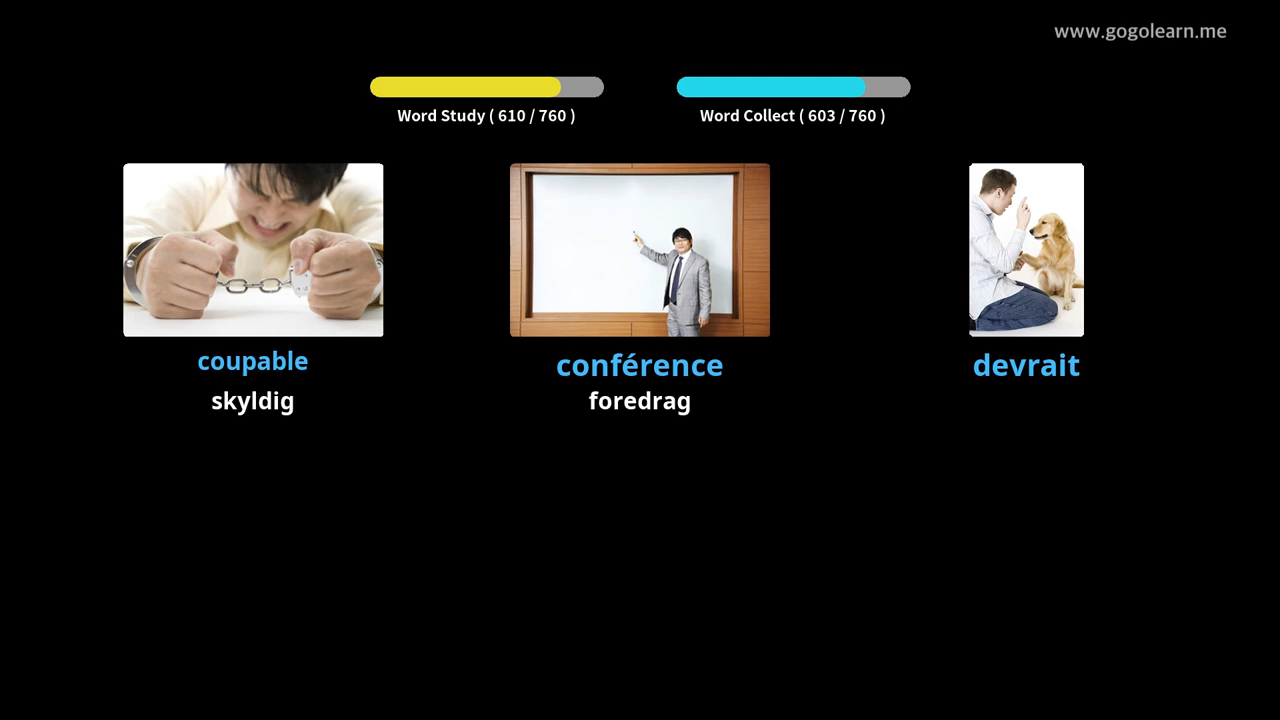 www.gogolearn.me
Word Study ( 610 / 760 )
Word Collect ( 603 / 760 )
coupable
conférence
devrait
skyldig
foredrag